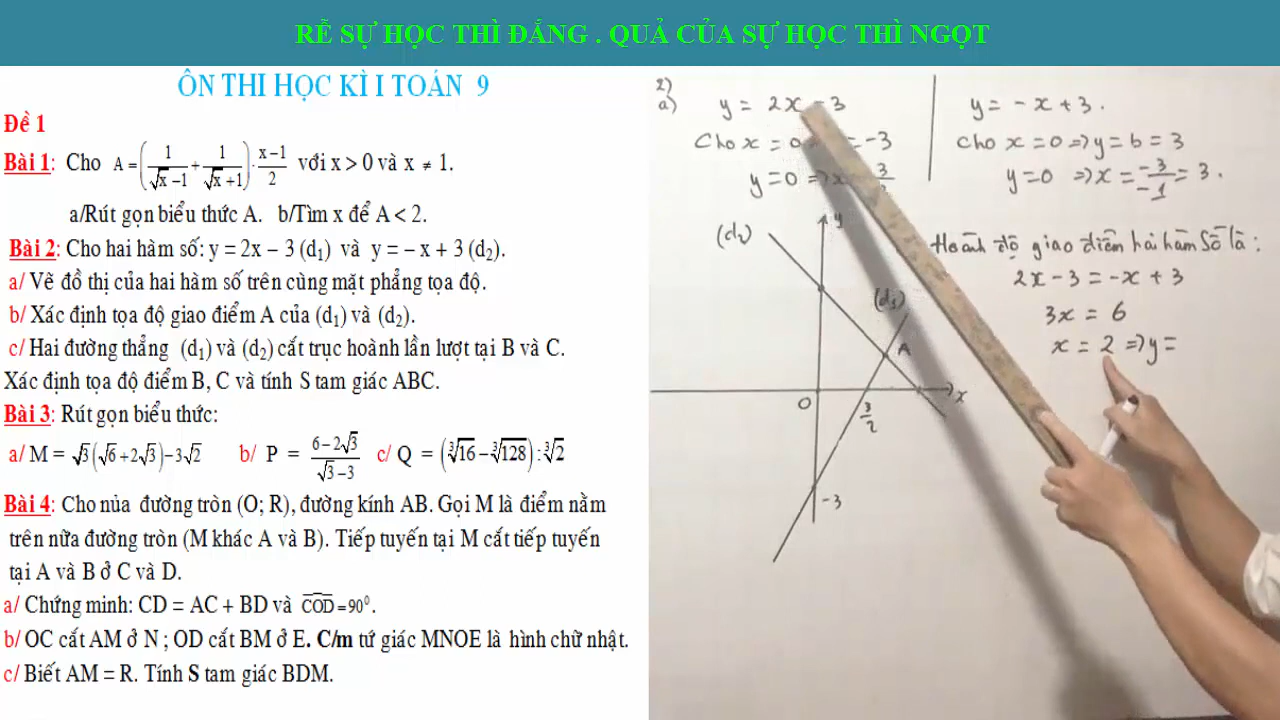 RỄ SỰ HỌC THÌ ĐẮNG . QUẢ CỦA SỰ HỌC THÌ NGỌT
ÔN THI HỌC KÌ I TOÁN 9
Đề 1
Bài 1: Cho A = (1/(√x −1) + 1/(√x +1)) · (x−1)/2 với x > 0 và x ≠ 1.
a/Rút gọn biểu thức A. b/Tìm x để A < 2.
Bài 2: Cho hai hàm số: y = 2x − 3 (d₁) và y = − x + 3 (d₂).
a/ Vẽ đồ thị của hai hàm số trên cùng mặt phẳng tọa độ.
b/ Xác định tọa độ giao điểm A của (d₁) và (d₂).
c/ Hai đường thẳng (d₁) và (d₂) cắt trục hoành lần lượt tại B và C.
Xác định tọa độ điểm B, C và tính S tam giác ABC.
Bài 3: Rút gọn biểu thức:
a/ M = √3(√6 +2√3)−3√2 b/ P = (6−2√3)/(√3−3) c/ Q = (∛16 −∛128):∛2
Bài 4: Cho nủa đường tròn (O; R), đường kính AB. Gọi M là điểm nằm
trên nữa đường tròn (M khác A và B). Tiếp tuyến tại M cắt tiếp tuyến
tại A và B ở C và D.
a/ Chứng minh: CD = AC + BD và COD = 90⁰.
b/ OC cắt AM ở N ; OD cắt BM ở E. C/m tứ giác MNOE là hình chữ nhật.
c/ Biết AM = R. Tính S tam giác BDM.
2)
a) y = 2x − 3
Cho x = 0 = −3
y = 0 => x = 3
y = − x + 3 .
cho x = 0 => y = b = 3
y = 0 => x = −3/−1 = 3 .
Hoành độ giao điểm hai hàm số là :
2x − 3 = −x + 3
3x = 6
x = 2 => y =
(d₂)
y
(d₁)
A
O
3/2
x
−3